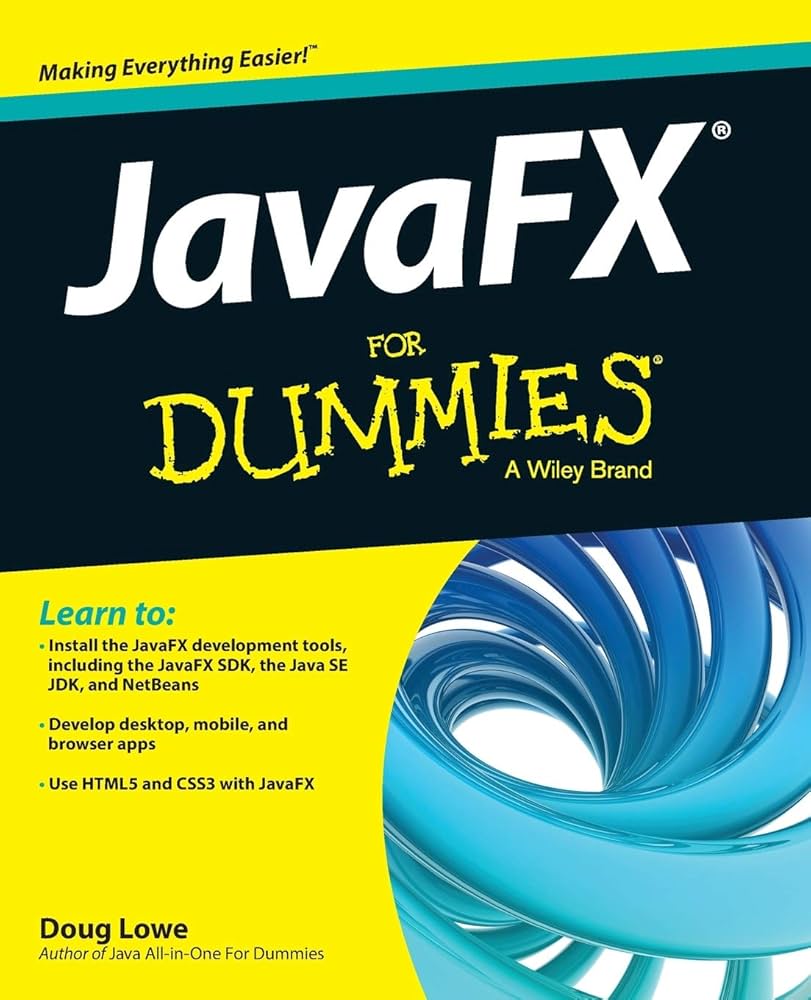 Making Everything Easier!™
JavaFX®
FOR
DUMMIES®
A Wiley Brand
Learn to:
• Install the JavaFX development tools,
including the JavaFX SDK, the Java SE
JDK, and NetBeans
• Develop desktop, mobile, and
browser apps
• Use HTML5 and CSS3 with JavaFX
Doug Lowe
Author of Java All-in-One For Dummies